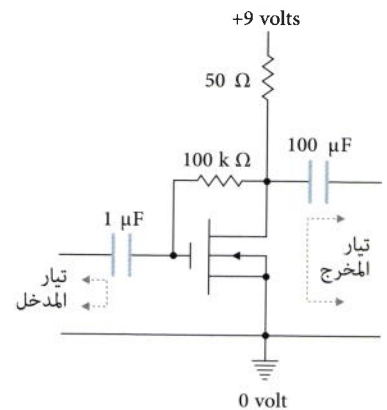 +9 volts
50 Ω
100 k Ω
100 μF
1 μF
تيار
المدخل
تيار
المخرج
0 volt